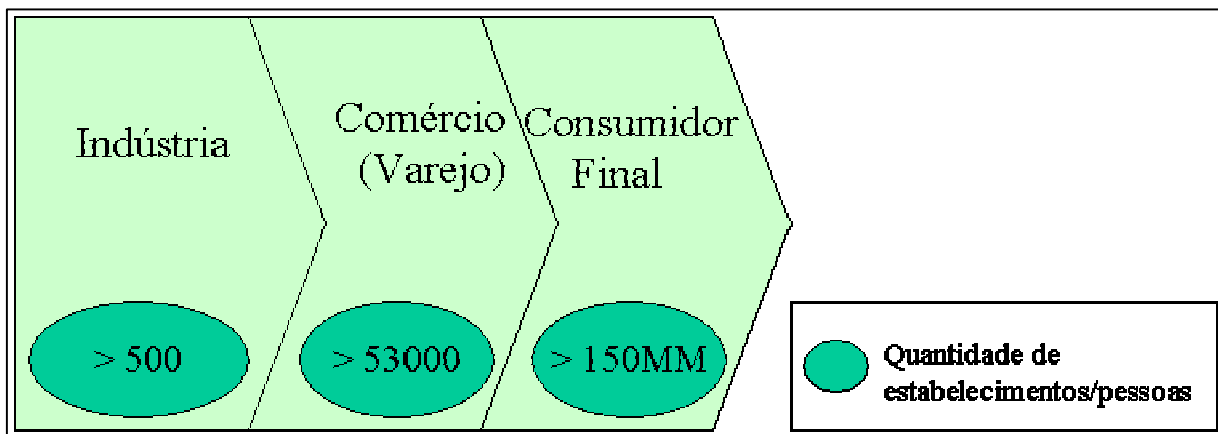 Indústria
Comércio
(Varejo)
Consumidor
Final
> 500
> 53000
> 150MM
Quantidade de
estabelecimentos/pessoas